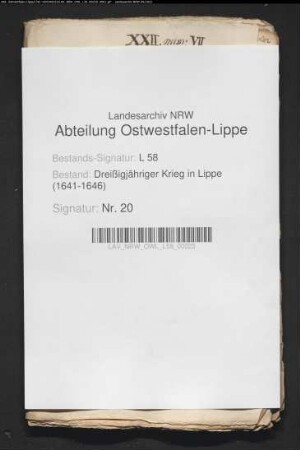 XXII
VII
Landesarchiv NRW
Abteilung Ostwestfalen-Lippe
Bestands-Signatur: L 58
Bestand: Dreißigjähriger Krieg in Lippe
(1641-1646)
Signatur: Nr. 20